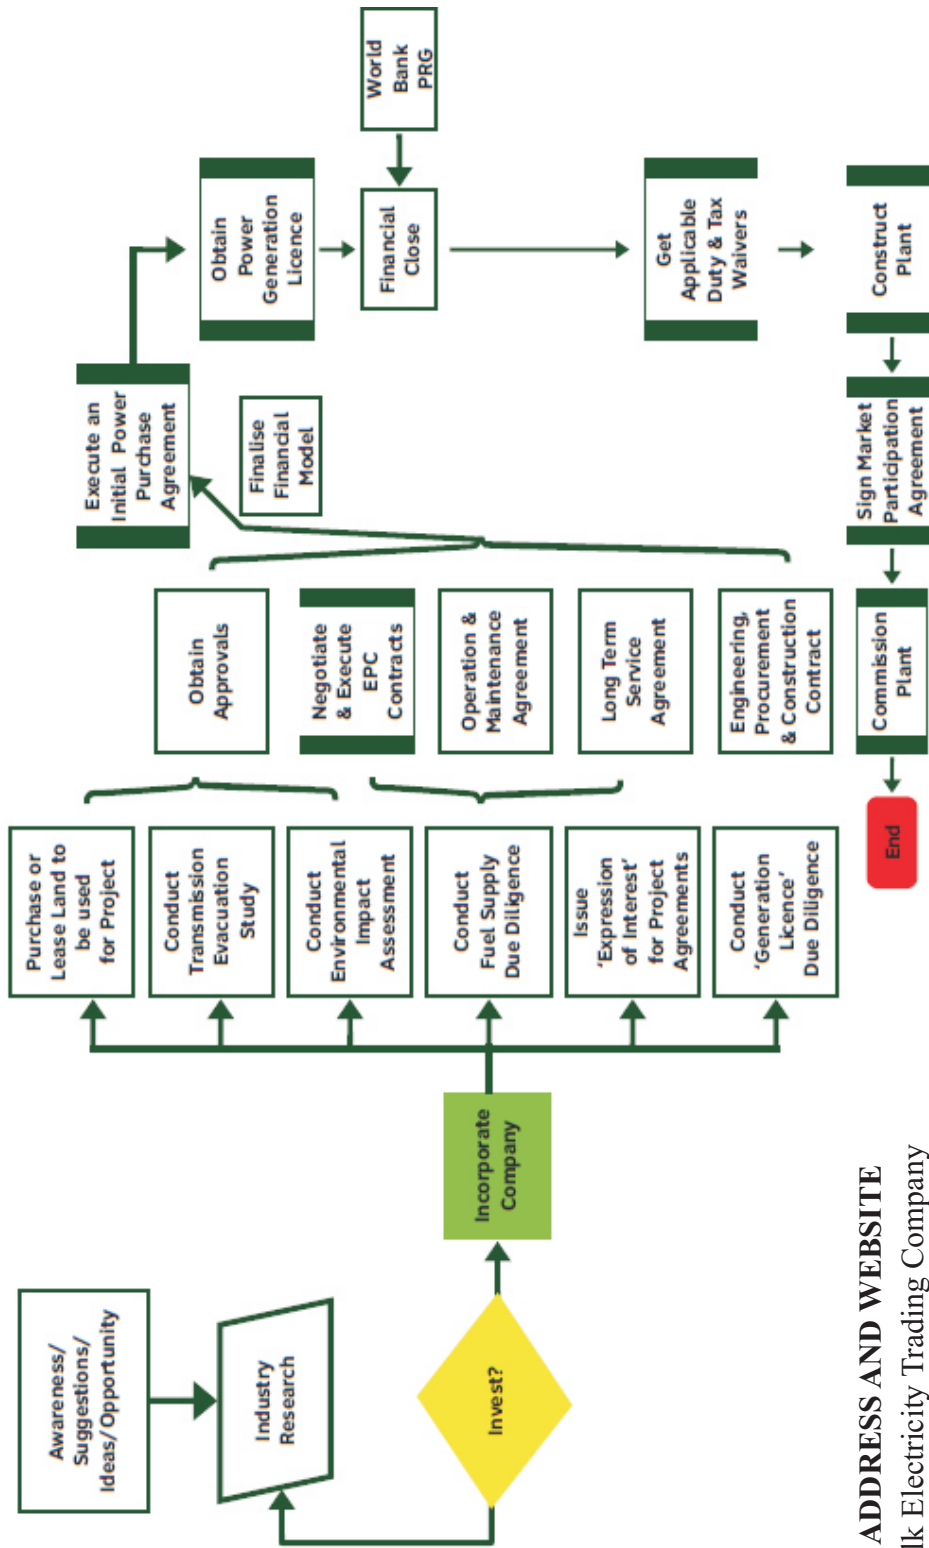 Awareness/
Suggestions/
Ideas/Opportunity
Industry
Research
Invest?
Incorporate
Company
Purchase or
Lease Land to
be used
for Project
Conduct
Transmission
Evacuation
Study
Conduct
Environmental
Impact
Assessment
Conduct
Fuel Supply
Due Diligence
Issue
‘Expression
of Interest’
for Project
Agreements
Conduct
‘Generation
Licence’
Due Diligence
Obtain
Approvals
Negotiate
& Execute
EPC
Contracts
Operation &
Maintenance
Agreement
Long Term
Service
Agreement
Engineering,
Procurement
& Construction
Contract
Execute an
Initial Power
Purchase
Agreement
Finalise
Financial
Model
Obtain
Power
Generation
Licence
World
Bank
PRG
Financial
Close
Get
Applicable
Duty & Tax
Waivers
Construct
Plant
Sign Market
Participation
Agreement
Commission
Plant
End
ADDRESS AND WEBSITE
lk Electricity Trading Company